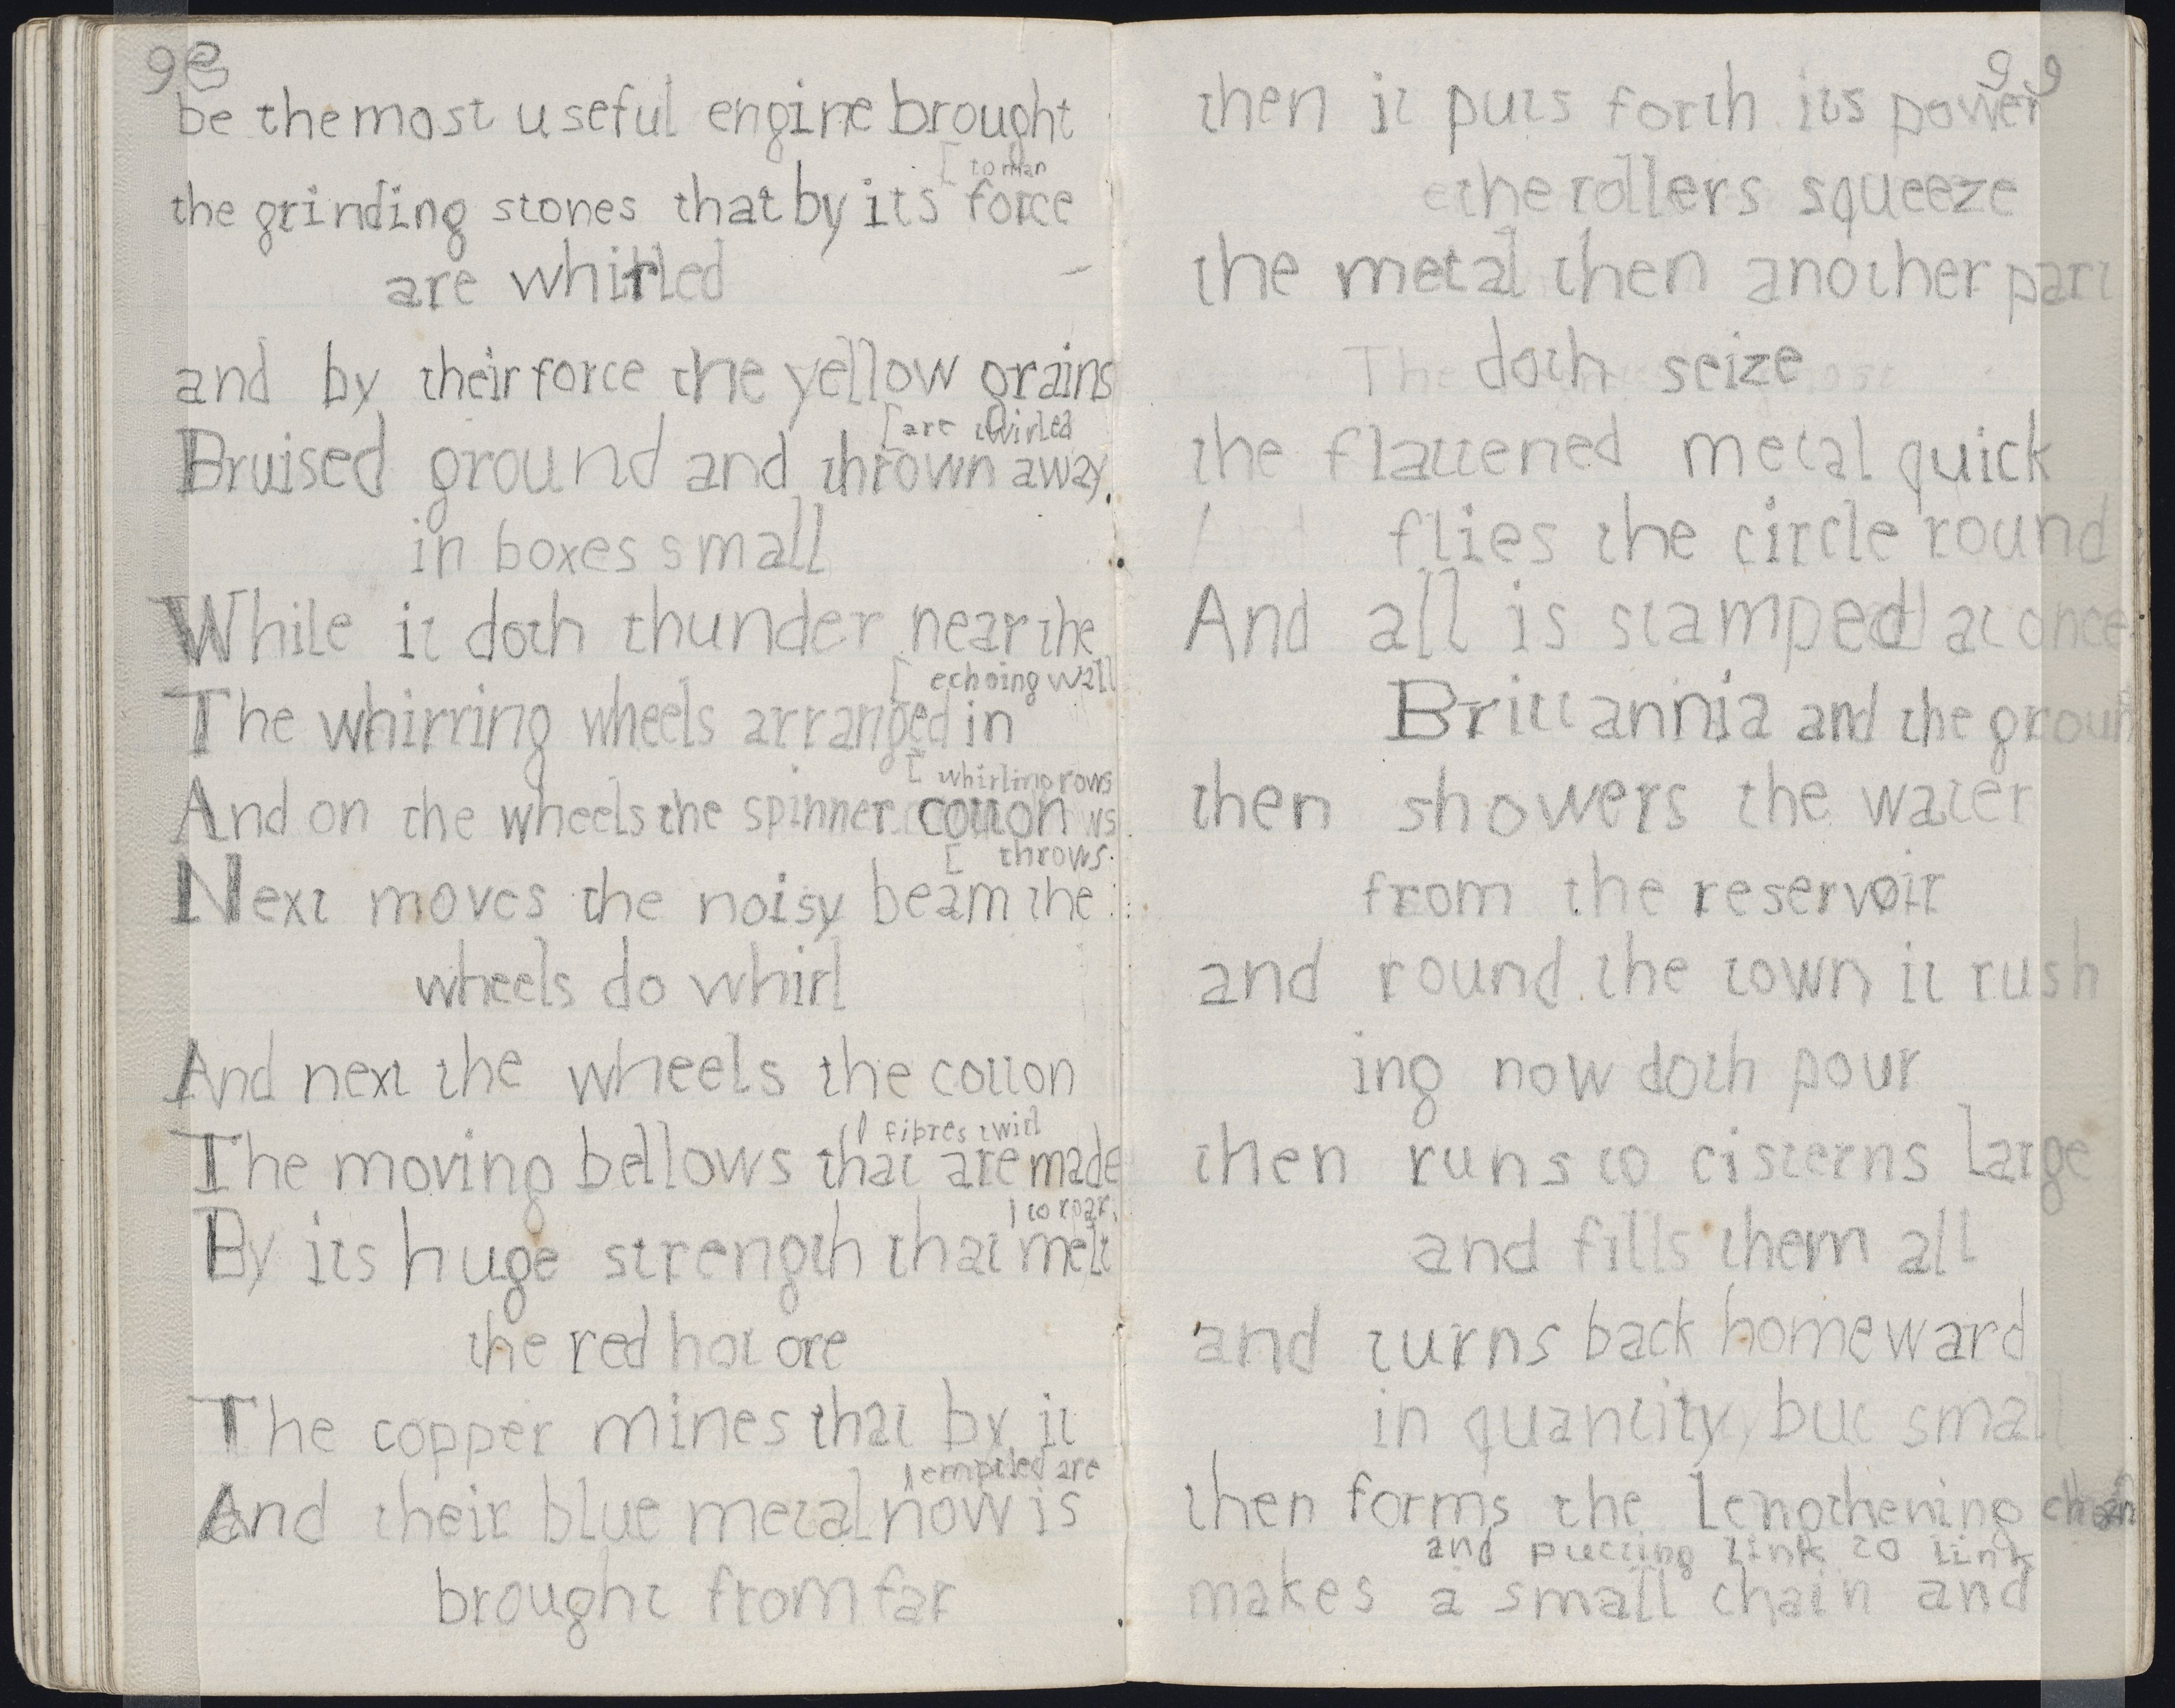 98
be the most useful engine brought
[to man
the grinding stones that by its force
are whirled
and by their force the yellow grains
[are twirled
Bruised ground and thrown away
in boxes small
While it doth thunder near the
[echoing wall
The whirring wheels arranged in
[whirling rows
And on the wheels the spinner cotton
[throws.
Next moves the noisy beam the
wheels do whirl
And next the wheels the cotton
[fibres twirl
The moving bellows that are made
[to roar.
By its huge strength that melt
the red hot ore
The copper mines that by it
[emptied are
And their blue metal now is
brought from far
99
then it puts forth its power
the rollers squeeze
the metal then another part
doth seize
the flattened metal quick
flies the circle round
And all is stamped at once
Brittannia and the groun
then showers the water
from the reservoir
and round the town it rush
ing now doth pour
then runs to cisterns large
and fills them all
and turns back homeward
in quantity but small
then forms the lengthening chain
and putting link to link
makes a small chain and